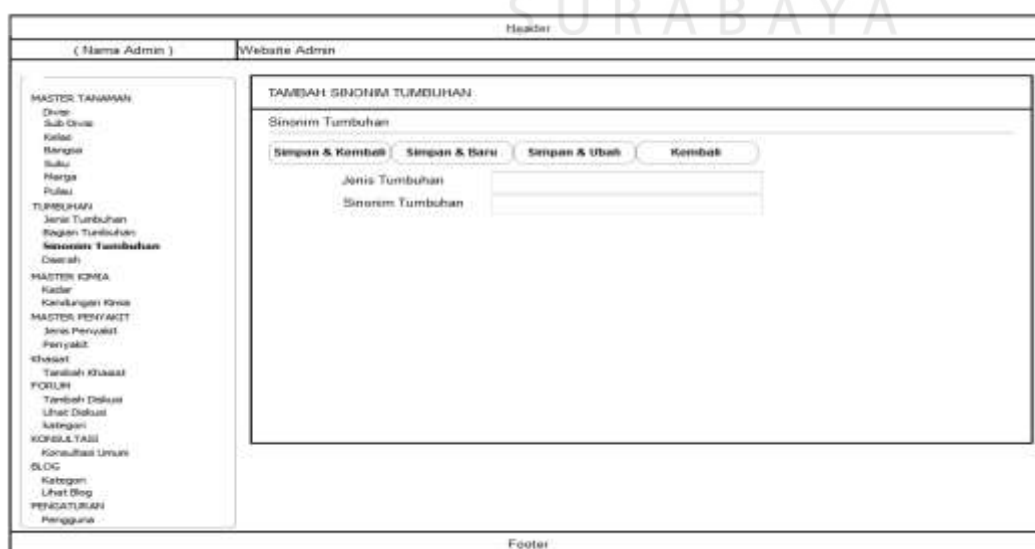 SURABAYA
Header
( Nama Admin )
Website Admin
MASTER TANAMAN
Divisi
Sub Divisi
Kelas
Bangsa
Suku
Marga
Pulau
TUMBUHAN
Jenis Tumbuhan
Bagian Tumbuhan
Sinonim Tumbuhan
Daerah
MASTER KIMIA
Kadar
Kandungan Kimia
MASTER PENYAKIT
Jenis Penyakit
Penyakit
Khasiat
Tambah Khasiat
FORUM
Tambah Diskusi
Lihat Diskusi
kategori
KONSULTASI
Konsultasi Umum
BLOG
Kategori
Lihat Blog
PENGATURAN
Pengguna
TAMBAH SINONIM TUMBUHAN
Sinonim Tumbuhan
Simpan & Kembali Simpan & Baru Simpan & Ubah Kembali
Jenis Tumbuhan
Sinonim Tumbuhan
Footer